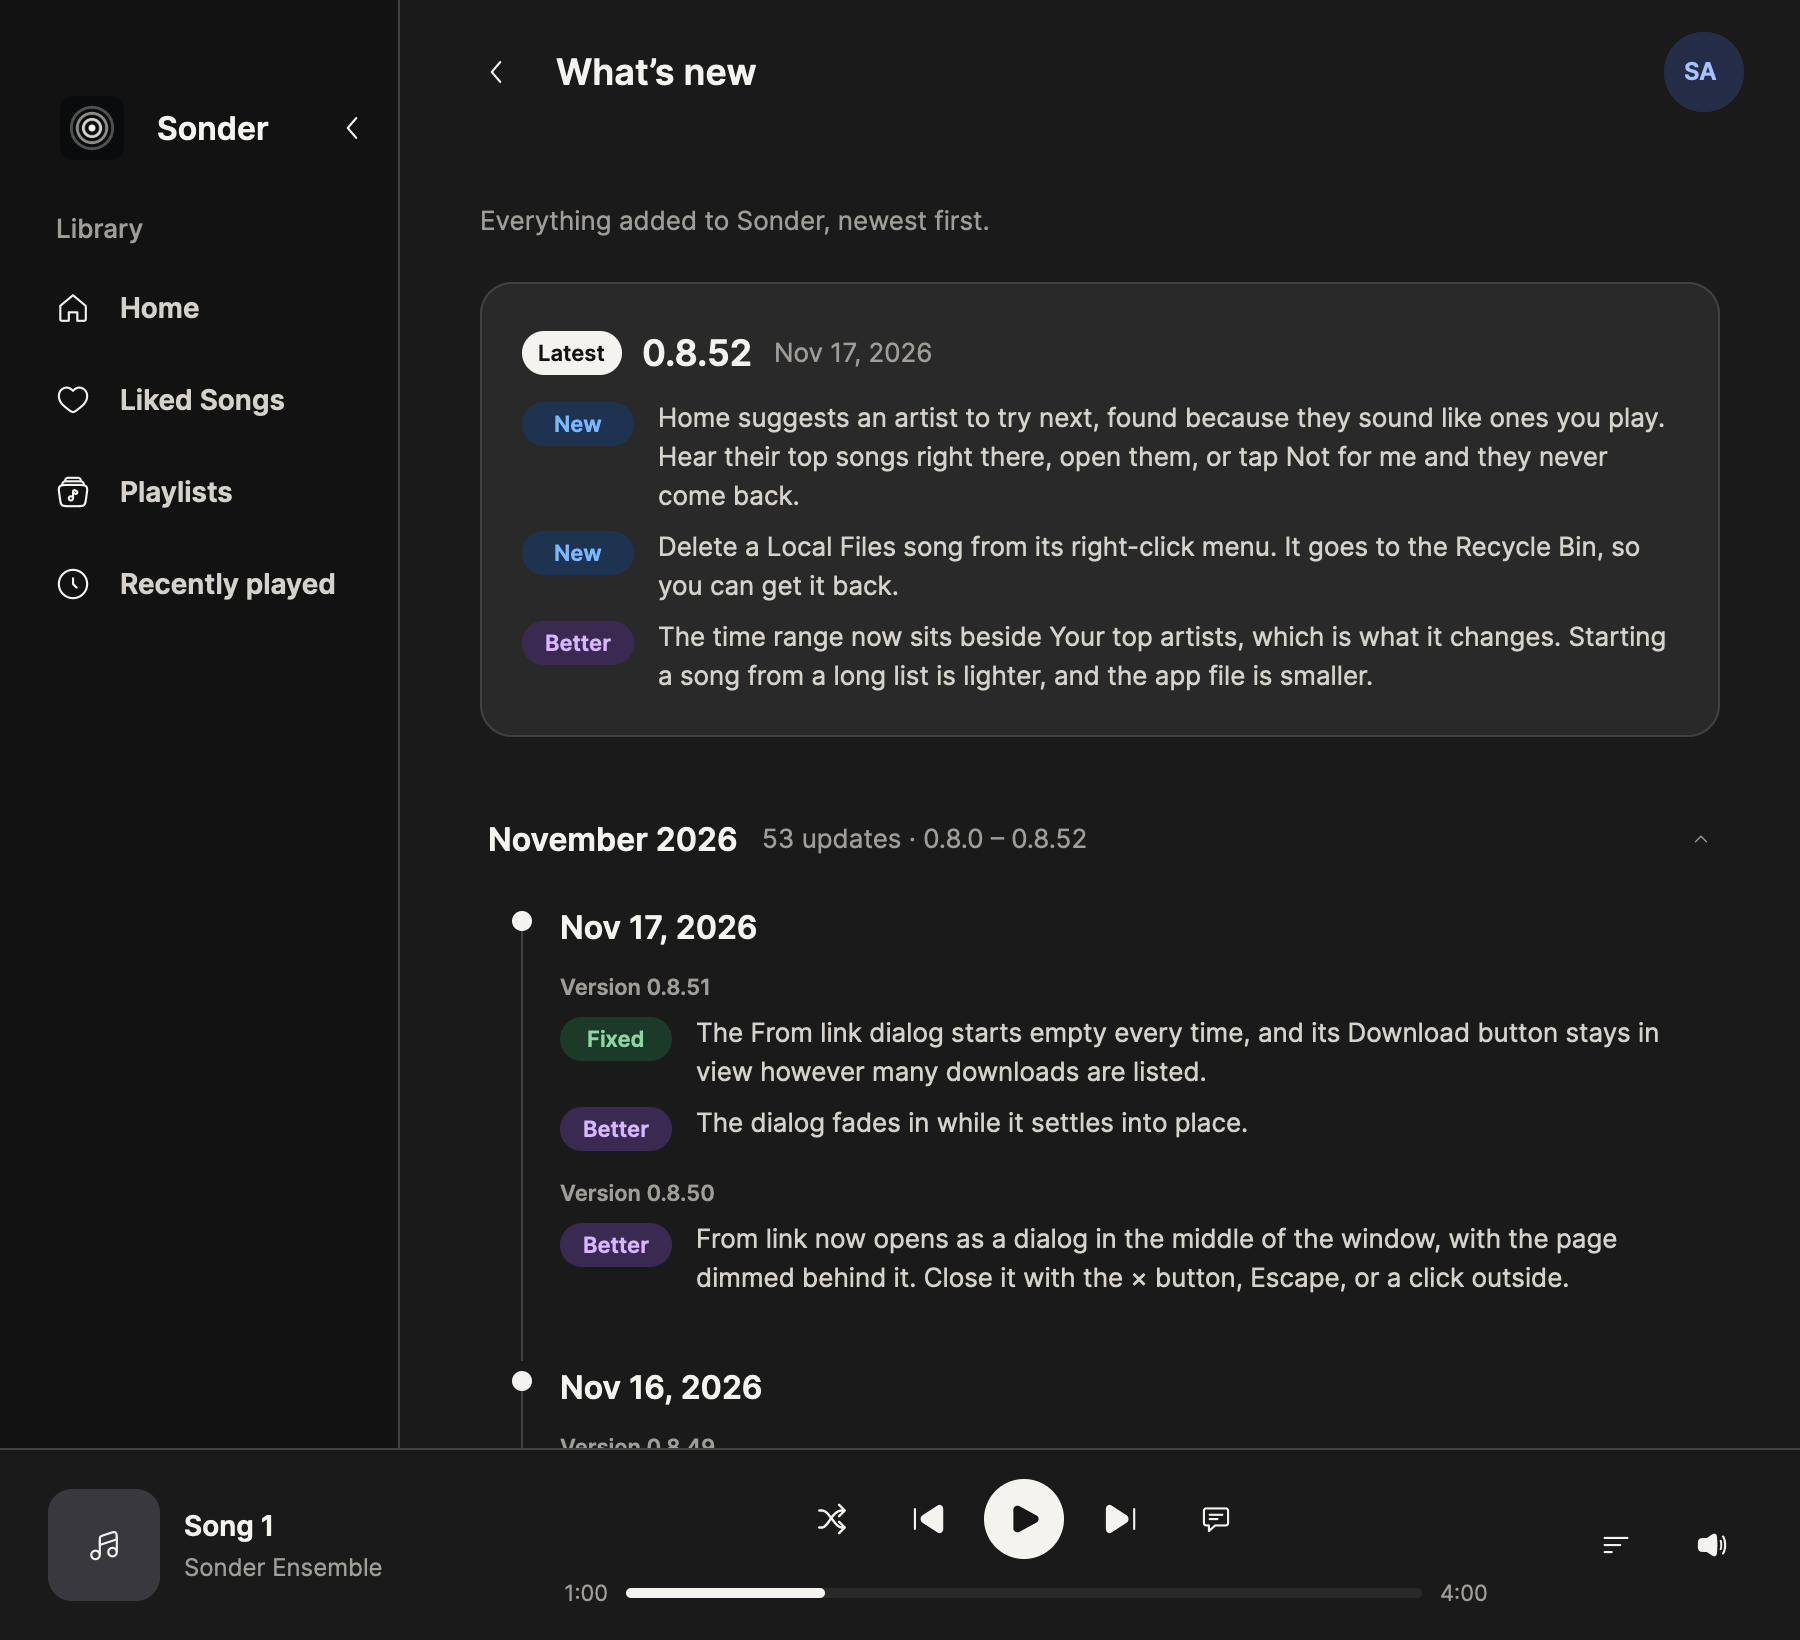 What’s new
SA
Sonder
Library
Home
Liked Songs
Playlists
Recently played
Everything added to Sonder, newest first.
Latest 0.8.52 Nov 17, 2026
New Home suggests an artist to try next, found because they sound like ones you play.
Hear their top songs right there, open them, or tap Not for me and they never
come back.
New Delete a Local Files song from its right-click menu. It goes to the Recycle Bin, so
you can get it back.
Better The time range now sits beside Your top artists, which is what it changes. Starting
a song from a long list is lighter, and the app file is smaller.
November 2026 53 updates · 0.8.0 – 0.8.52
Nov 17, 2026
Version 0.8.51
Fixed The From link dialog starts empty every time, and its Download button stays in
view however many downloads are listed.
Better The dialog fades in while it settles into place.
Version 0.8.50
Better From link now opens as a dialog in the middle of the window, with the page
dimmed behind it. Close it with the × button, Escape, or a click outside.
Nov 16, 2026
Version 0.8.49
Song 1
Sonder Ensemble
1:00
4:00